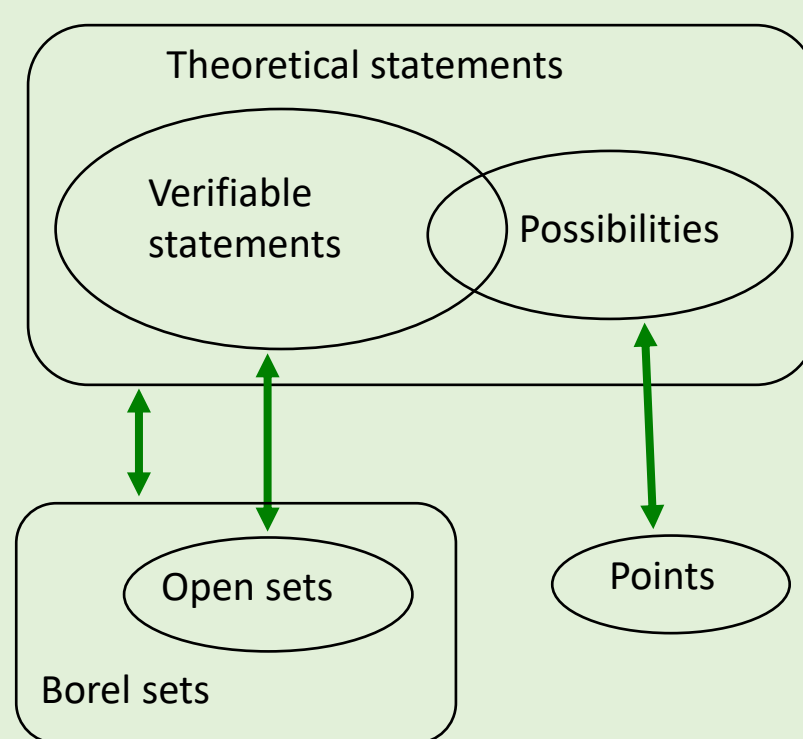 Theoretical statements
Verifiable
statements
Possibilities
Open sets
Points
Borel sets